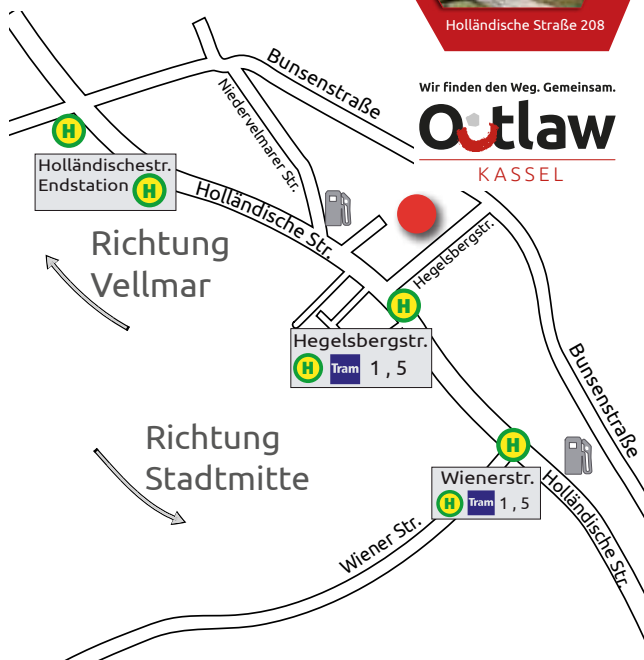 Holländische Straße 208
Wir finden den Weg. Gemeinsam.
Outlaw
KASSEL
Bunsenstraße
Niedervelmarer Str.
H
Holländischestr.
Endstation H
Holländische Str.
Richtung
Vellmar
Hegelsbergstr.
H
Hegelsbergstr.
H Tram 1 , 5
Bunsenstraße
Richtung
Stadtmitte
H
Wienerstr.
H Tram 1 , 5
Holländische Str.
Wiener Str.